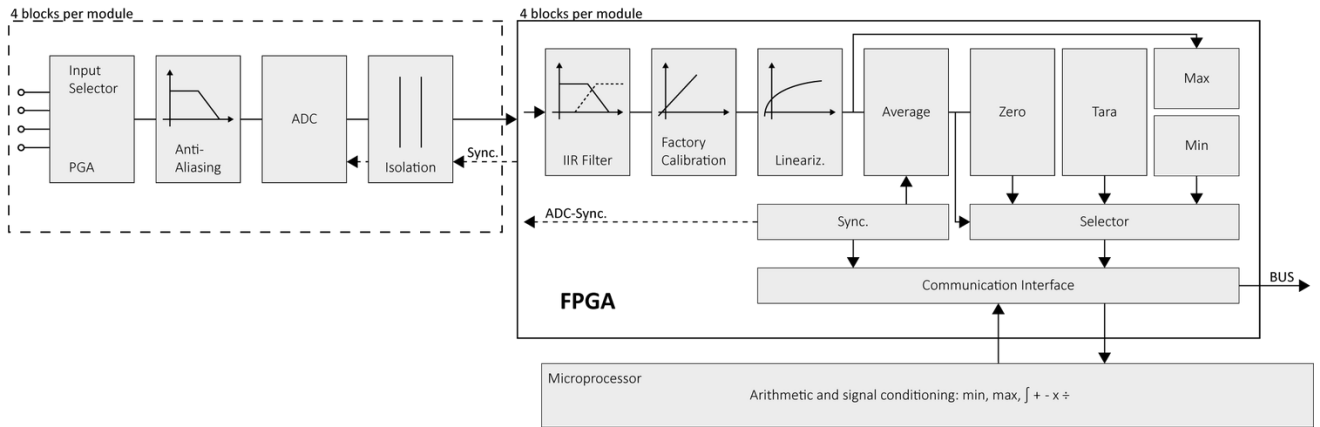 4 blocks per module
Input
Selector
PGA
Anti-
Aliasing
ADC
Isolation
Sync.
4 blocks per module
IIR Filter
Factory
Calibration
Lineariz.
Average
Zero
Tara
Max
Min
ADC-Sync.
Sync.
Selector
Communication Interface
BUS
FPGA
Microprocessor
Arithmetic and signal conditioning: min, max, ∫ + - x ÷